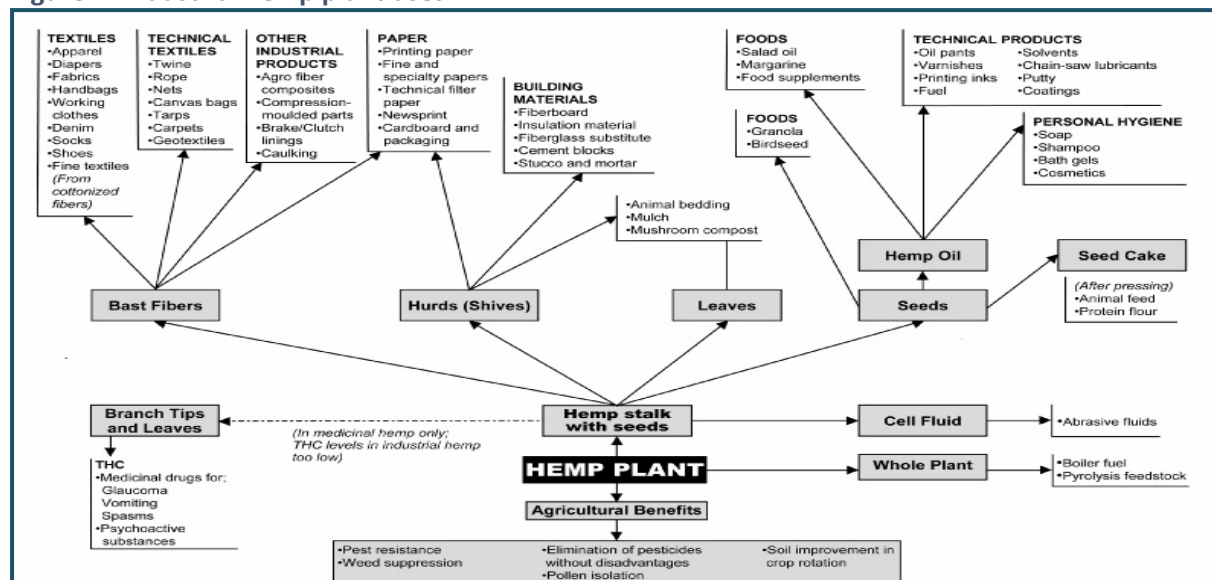 TEXTILES
•Apparel
•Diapers
•Fabrics
•Handbags
•Working
clothes
•Denim
•Socks
•Shoes
•Fine textiles
(From
cottonized
fibers)
TECHNICAL
TEXTILES
•Twine
•Rope
•Nets
•Canvas bags
•Tarps
•Carpets
•Geotextiles
OTHER
INDUSTRIAL
PRODUCTS
•Agro fiber
composites
•Compression-
moulded parts
•Brake/Clutch
linings
•Caulking
PAPER
•Printing paper
•Fine and
specialty papers
•Technical filter
paper
•Newsprint
•Cardboard and
packaging
BUILDING
MATERIALS
•Fiberboard
•Insulation material
•Fiberglass substitute
•Cement blocks
•Stucco and mortar
•Animal bedding
•Mulch
•Mushroom compost
FOODS
•Salad oil
•Margarine
•Food supplements
FOODS
•Granola
•Birdseed
TECHNICAL PRODUCTS
•Oil pants
•Varnishes
•Printing inks
•Fuel
•Solvents
•Chain-saw lubricants
•Putty
•Coatings
PERSONAL HYGIENE
•Soap
•Shampoo
•Bath gels
•Cosmetics
Hemp Oil
Seed Cake
(After pressing)
•Animal feed
•Protein flour
Bast Fibers
Hurds (Shives)
Leaves
Seeds
Branch Tips
and Leaves
(In medicinal hemp only;
THC levels in industrial hemp
too low)
Hemp stalk
with seeds
Cell Fluid
•Abrasive fluids
HEMP PLANT
Whole Plant
•Boiler fuel
•Pyrolysis feedstock
THC
•Medicinal drugs for;
Glaucoma
Vomiting
Spasms
•Psychoactive
substances
Agricultural Benefits
•Pest resistance
•Weed suppression
•Elimination of pesticides
without disadvantages
•Pollen isolation
•Soil improvement in
crop rotation